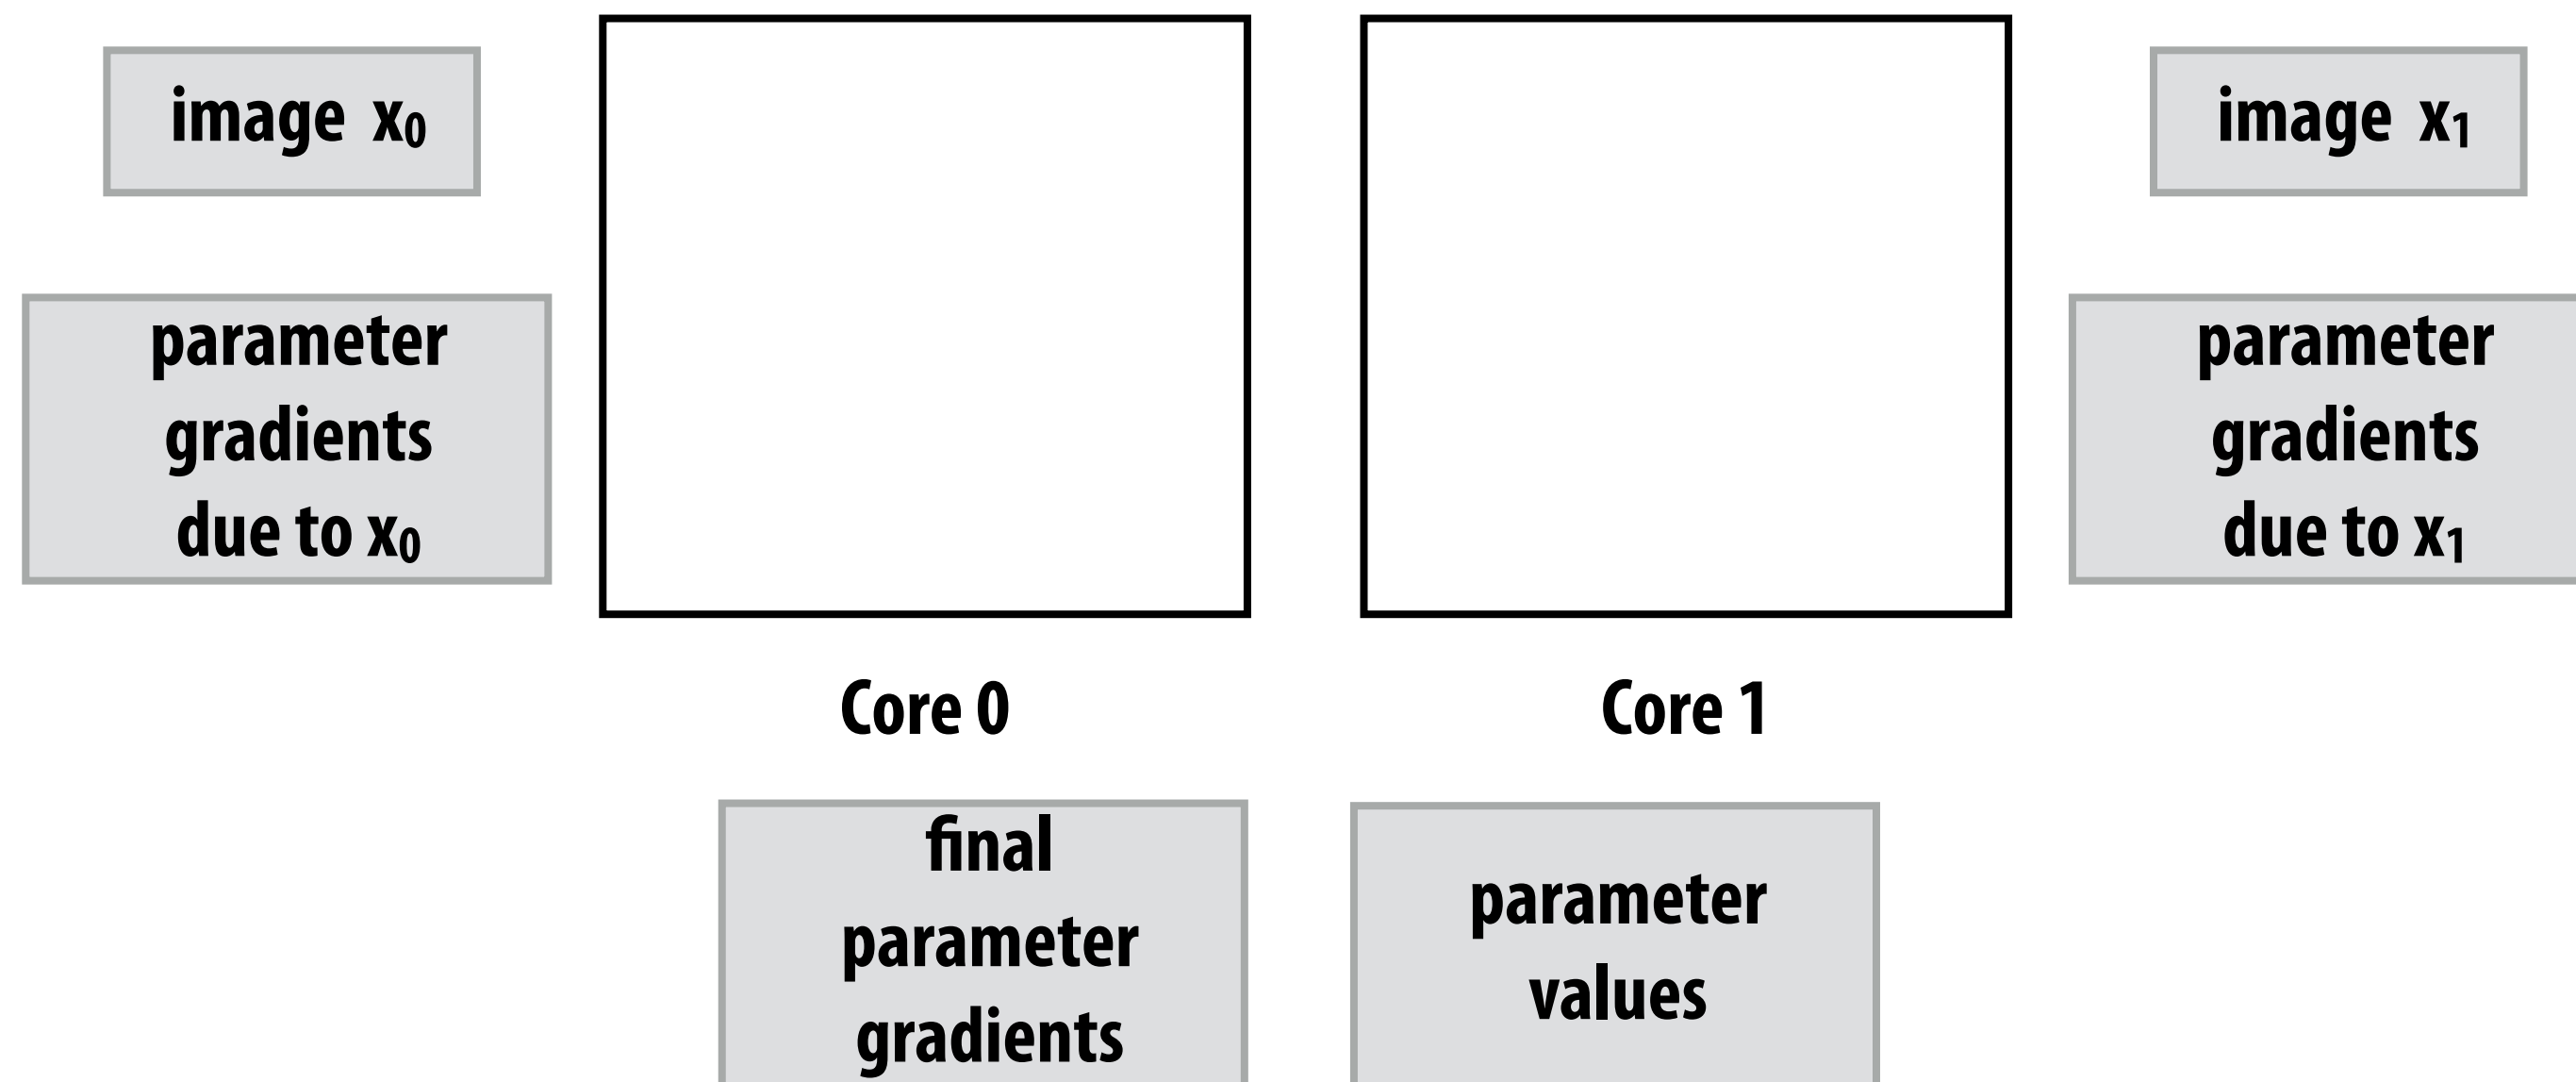 image x₀
parameter
gradients
due to x₀
image x₁
parameter
gradients
due to x₁
Core 0
Core 1
final
parameter
gradients
parameter
values